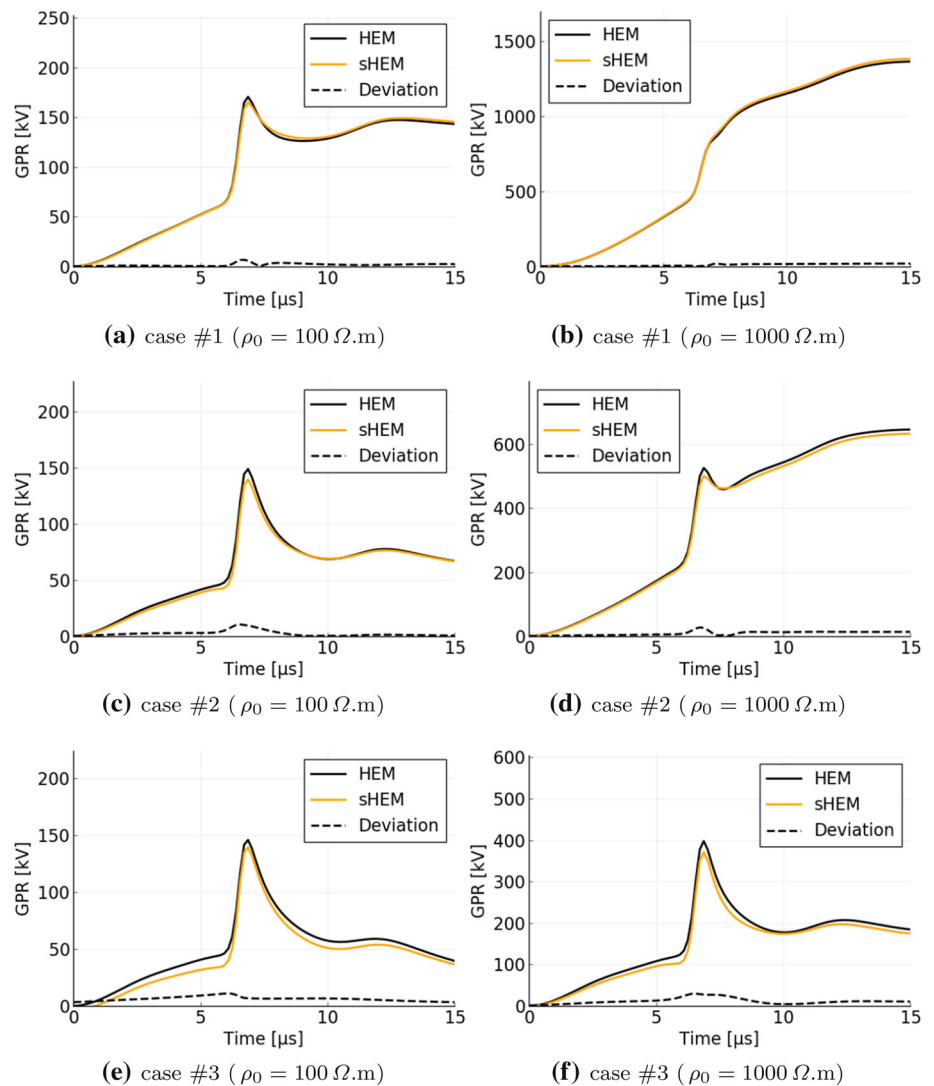 250
200
150
100
50
0
GPR [kV]
HEM
sHEM
Deviation
0 5 10 15
Time [µs]
(a) case #1 ( ρ0 = 100 Ω.m)
1500
1000
500
0
GPR [kV]
HEM
sHEM
Deviation
0 5 10 15
Time [µs]
(b) case #1 ( ρ0 = 1000 Ω.m)
200
150
100
50
0
GPR [kV]
HEM
sHEM
Deviation
0 5 10 15
Time [µs]
(c) case #2 ( ρ0 = 100 Ω.m)
600
400
200
0
GPR [kV]
HEM
sHEM
Deviation
0 5 10 15
Time [µs]
(d) case #2 ( ρ0 = 1000 Ω.m)
200
150
100
50
0
GPR [kV]
HEM
sHEM
Deviation
0 5 10 15
Time [µs]
(e) case #3 ( ρ0 = 100 Ω.m)
600
500
400
300
200
100
0
GPR [kV]
HEM
sHEM
Deviation
0 5 10 15
Time [µs]
(f) case #3 ( ρ0 = 1000 Ω.m)